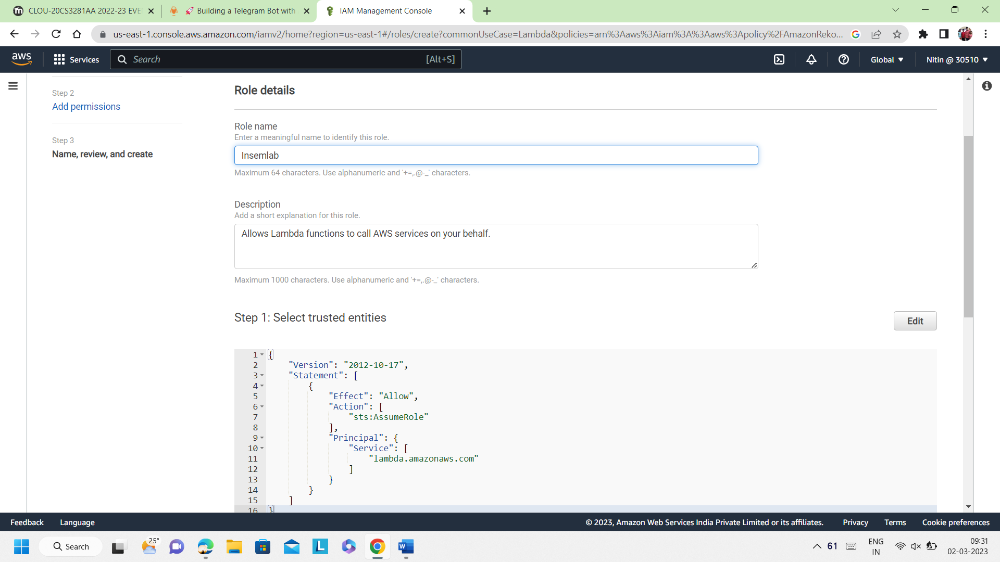 CLOU-20CS3281AA 2022-23 EVE
🚀 Building a Telegram Bot with
IAM Management Console
us-east-1.console.aws.amazon.com/iamv2/home?region=us-east-1#/roles/create?commonUseCase=Lambda&policies=arn%3Aaws%3Aiam%3A%3Aaws%3Apolicy%2FAmazonReko...
aws
Services
Search
[Alt+S]
Global
Nitin @ 30510
Step 2
Add permissions
Step 3
Name, review, and create
Role details
Role name
Enter a meaningful name to identify this role.
Insemlab
Maximum 64 characters. Use alphanumeric and '+=,.@-_' characters.
Description
Add a short explanation for this role.
Allows Lambda functions to call AWS services on your behalf.
Maximum 1000 characters. Use alphanumeric and '+=,.@-_' characters.
Step 1: Select trusted entities
Edit
1 {
2 "Version": "2012-10-17",
3 "Statement": [
4 {
5 "Effect": "Allow",
6 "Action": [
7 "sts:AssumeRole"
8 ],
9 "Principal": {
10 "Service": [
11 "lambda.amazonaws.com"
12 ]
13 }
14 }
15 ]
16 }
Feedback
Language
© 2023, Amazon Web Services India Private Limited or its affiliates.
Privacy
Terms
Cookie preferences
Search
25°
L
W
61
ENG
IN
09:31
02-03-2023